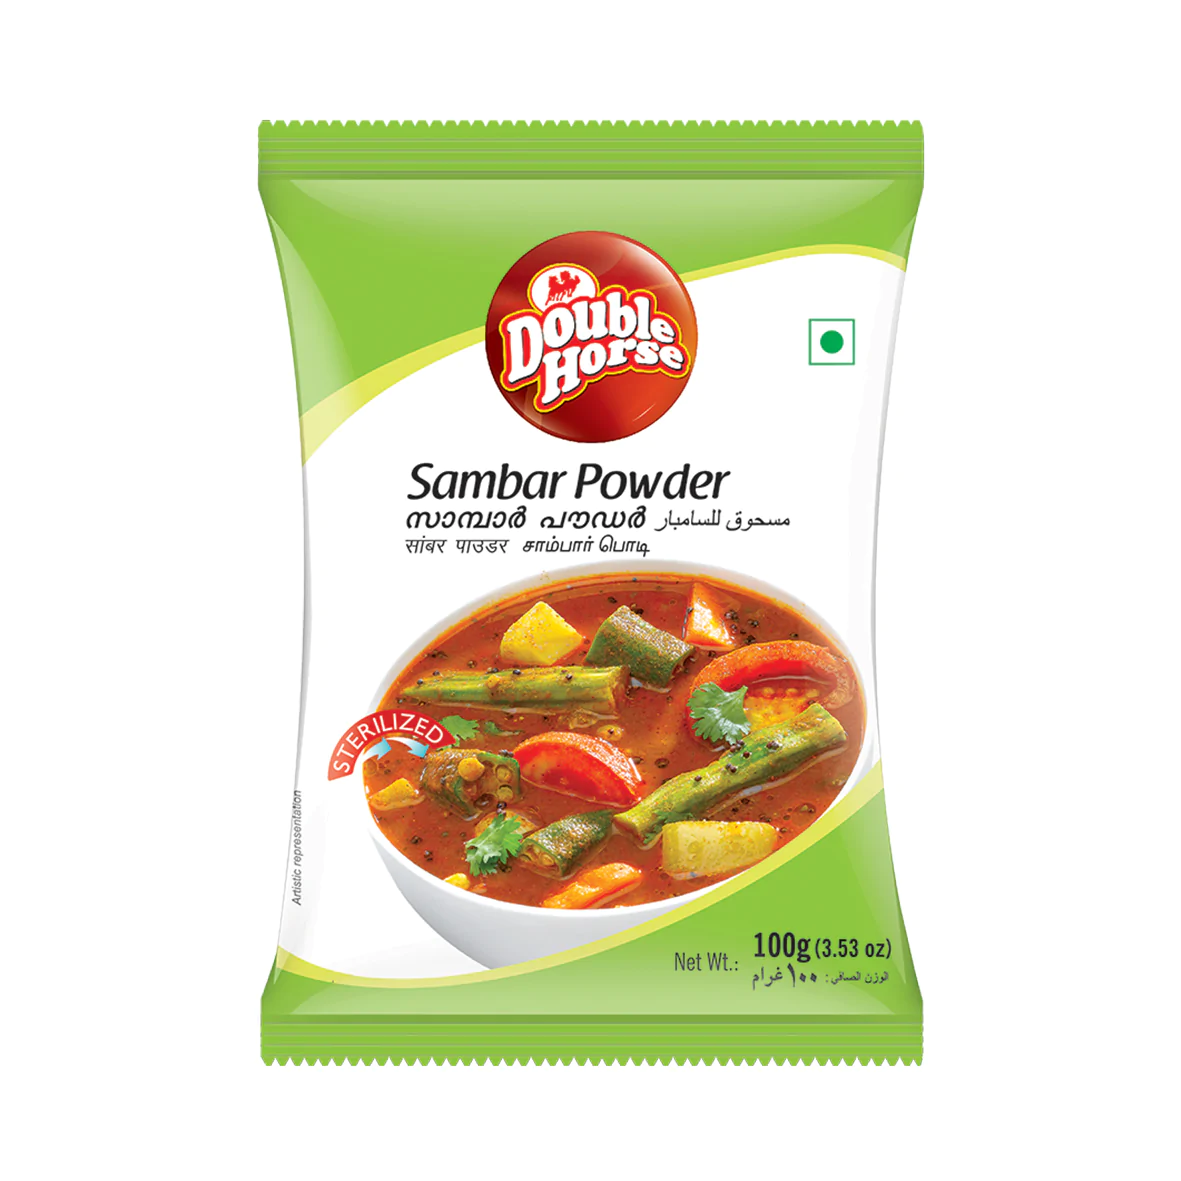 Double
Horse
Sambar Powder
സാമ്പാർ പൗഡർ مسحوق للسامبار
सांबर पाउडर சாம்பார் பொடி
STERILIZED
Artistic representation
Net Wt.: 100g (3.53 oz)
الوزن الصافي: ١٠٠ غرام